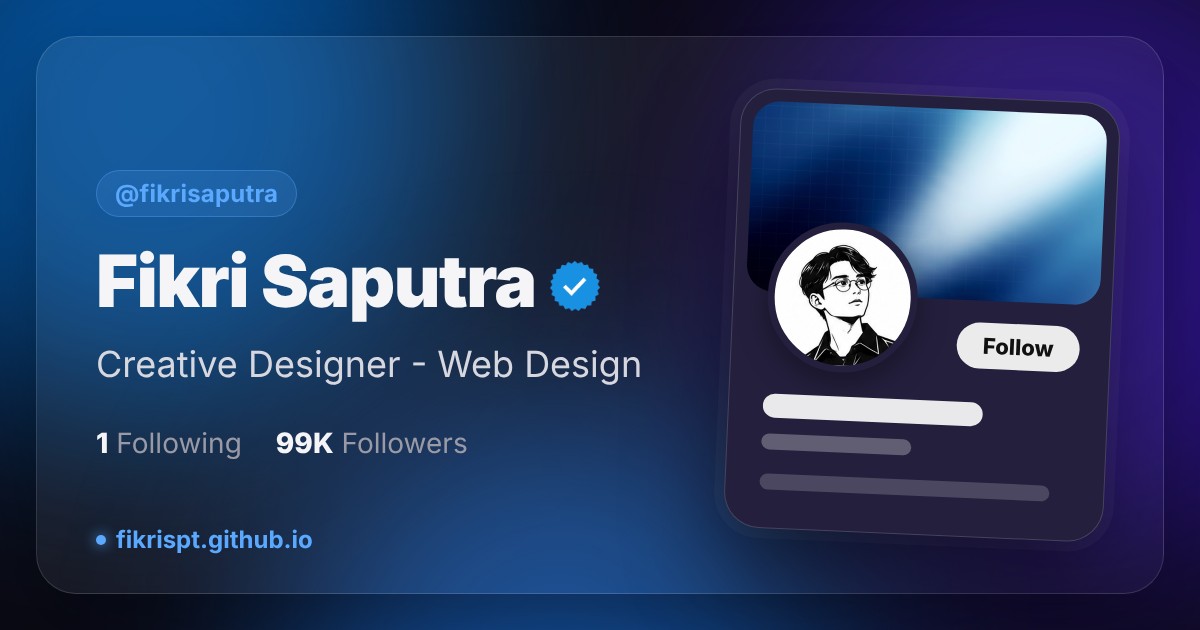 @fikrisaputra
Fikri Saputra
Creative Designer - Web Design
1 Following 99K Followers
fikrispt.github.io
Follow